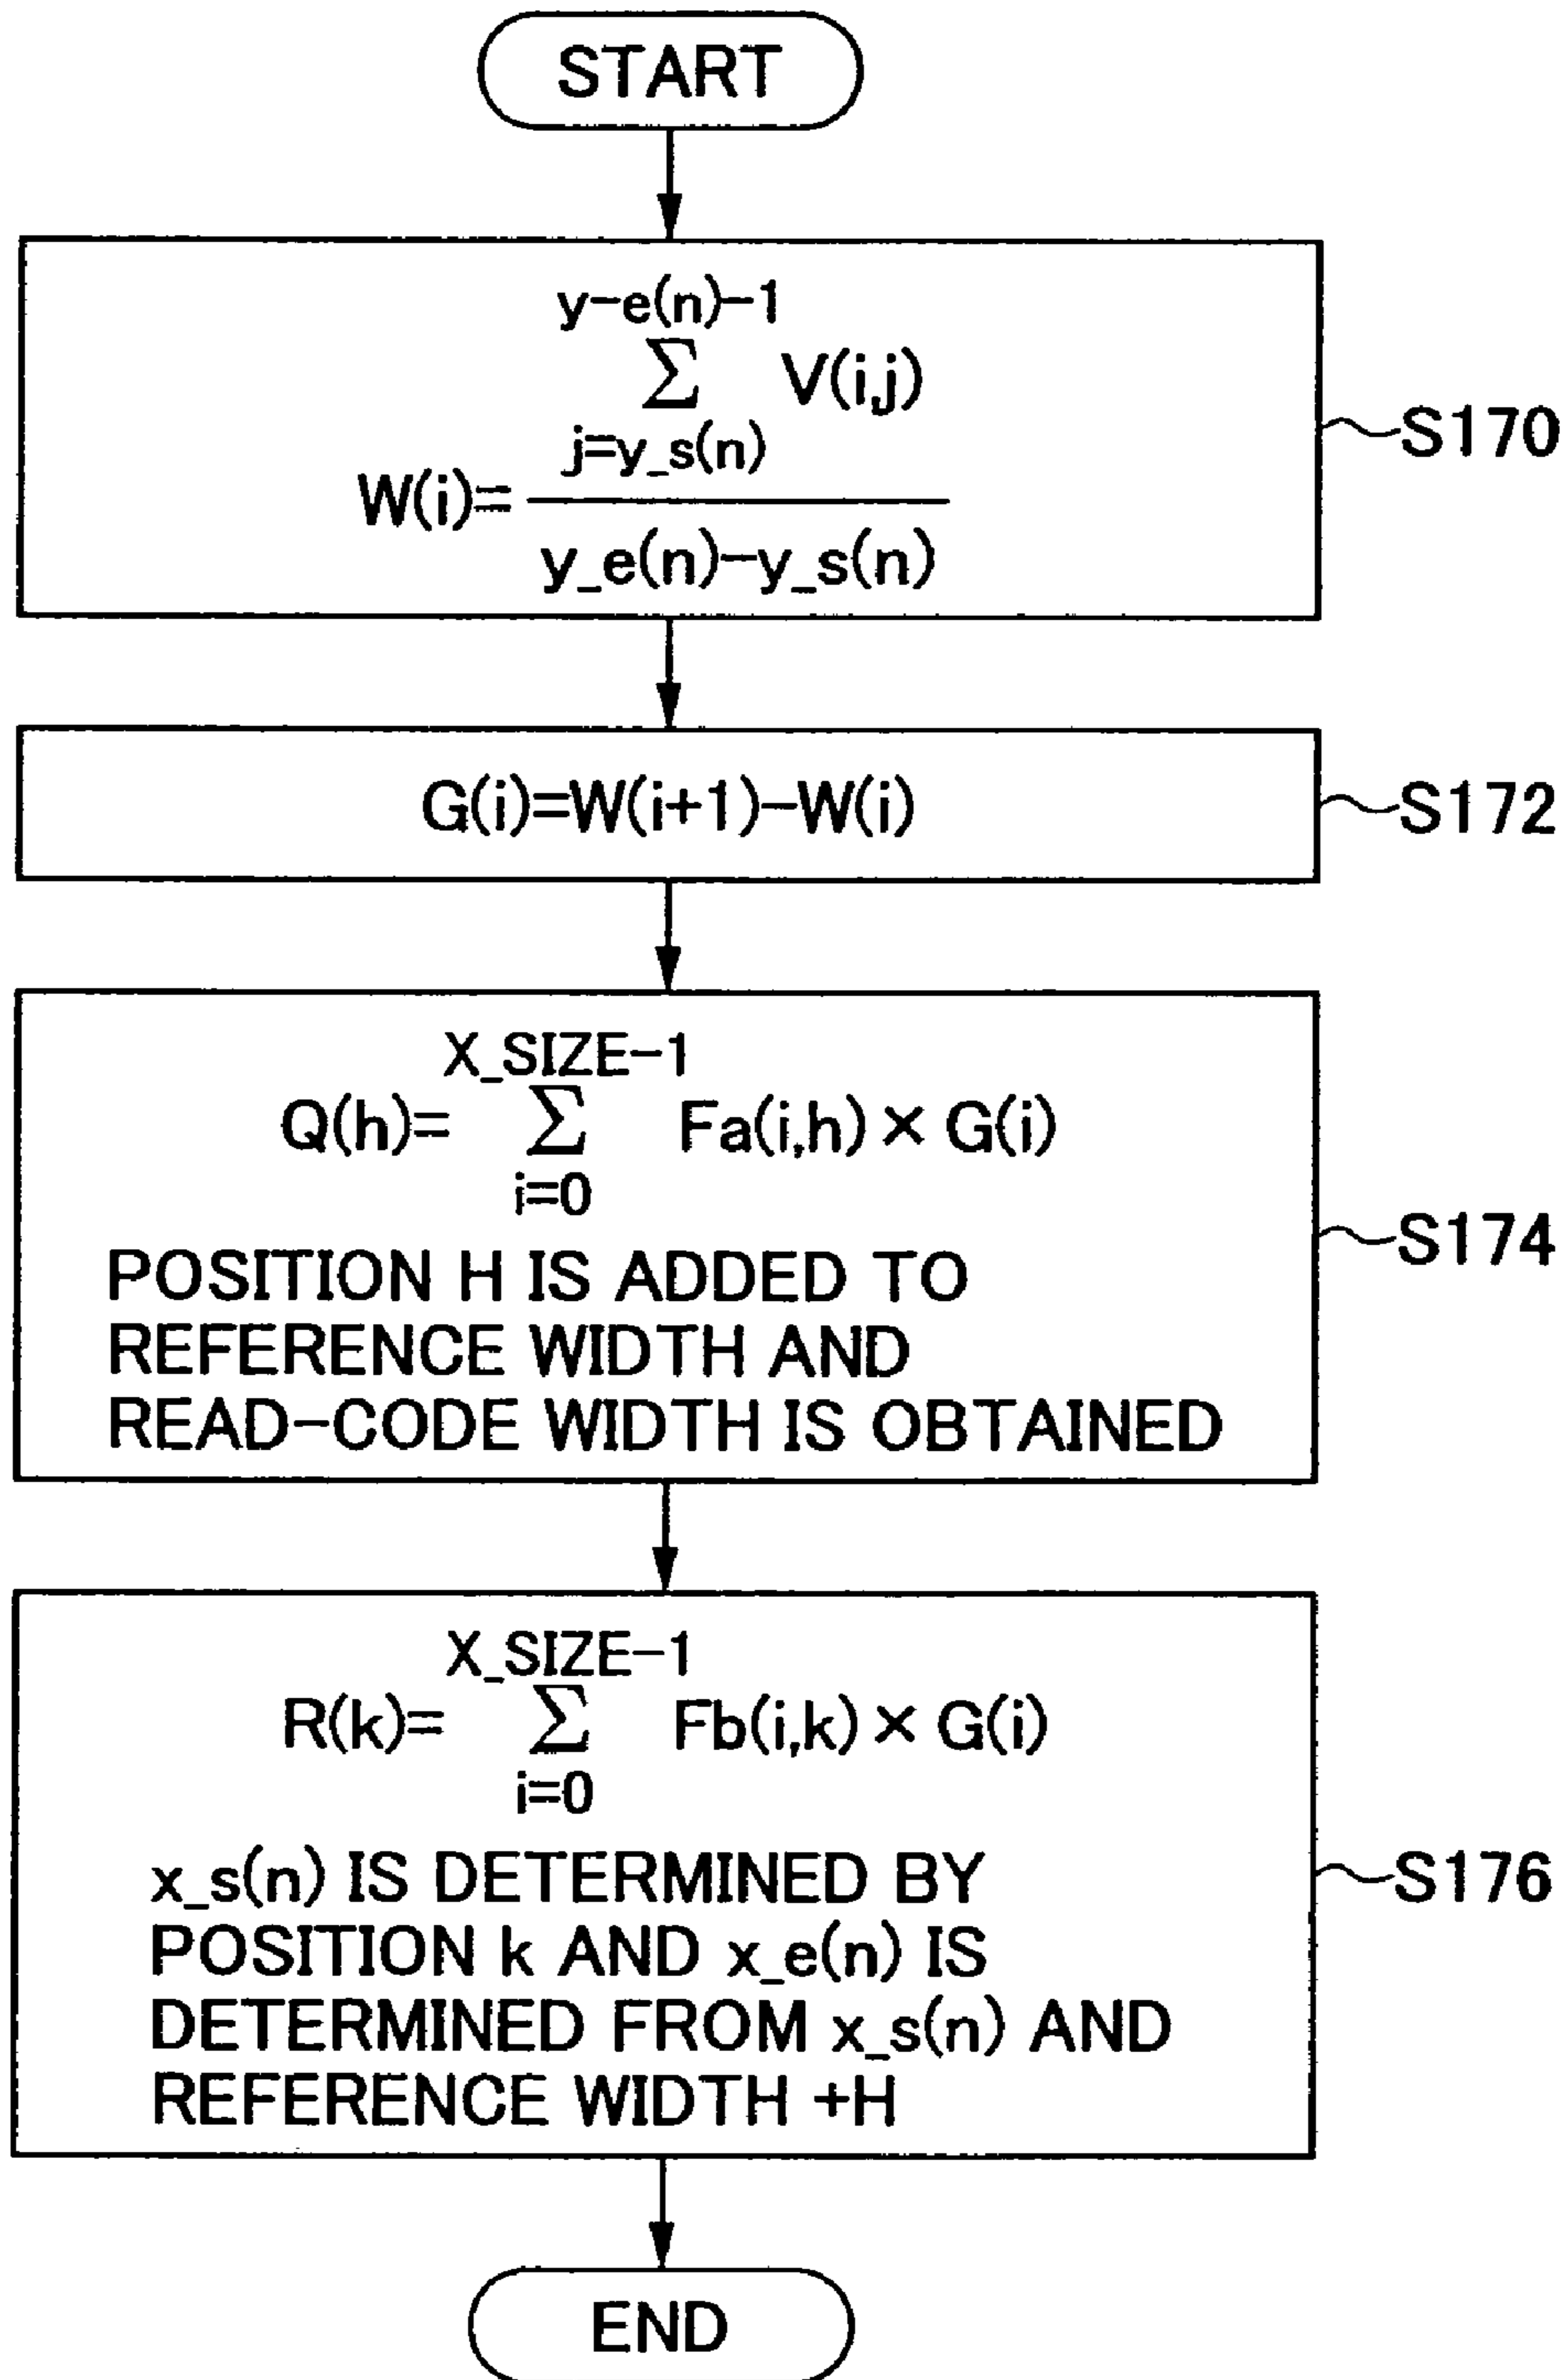 START
y-e(n)-1
Σ V(i,j)
j=y_s(n)
W(i)=
y_e(n)-y_s(n)
S170
G(i)=W(i+1)-W(i)
S172
X_SIZE-1
Q(h)= Σ Fa(i,h) × G(i)
i=0
POSITION H IS ADDED TO
REFERENCE WIDTH AND
READ-CODE WIDTH IS OBTAINED
S174
X_SIZE-1
R(k)= Σ Fb(i,k) × G(i)
i=0
x_s(n) IS DETERMINED BY
POSITION k AND x_e(n) IS
DETERMINED FROM x_s(n) AND
REFERENCE WIDTH +H
S176
END